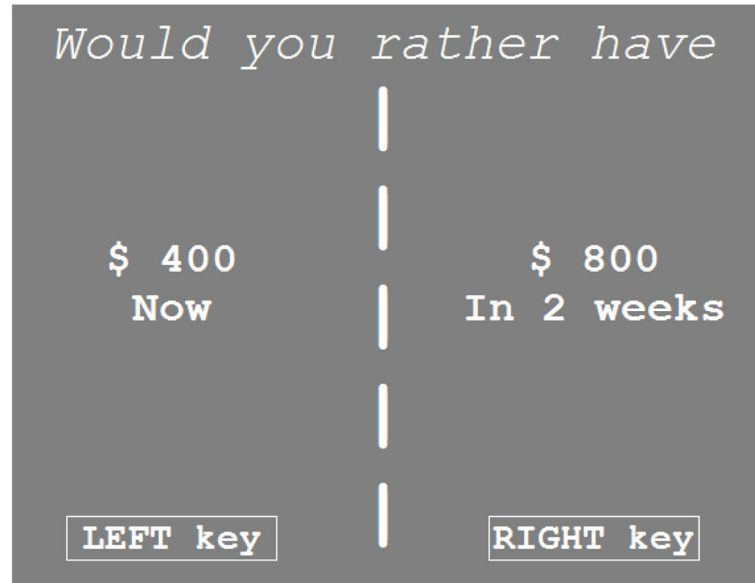 Would you rather have
$ 400
Now
$ 800
In 2 weeks
LEFT key
RIGHT key